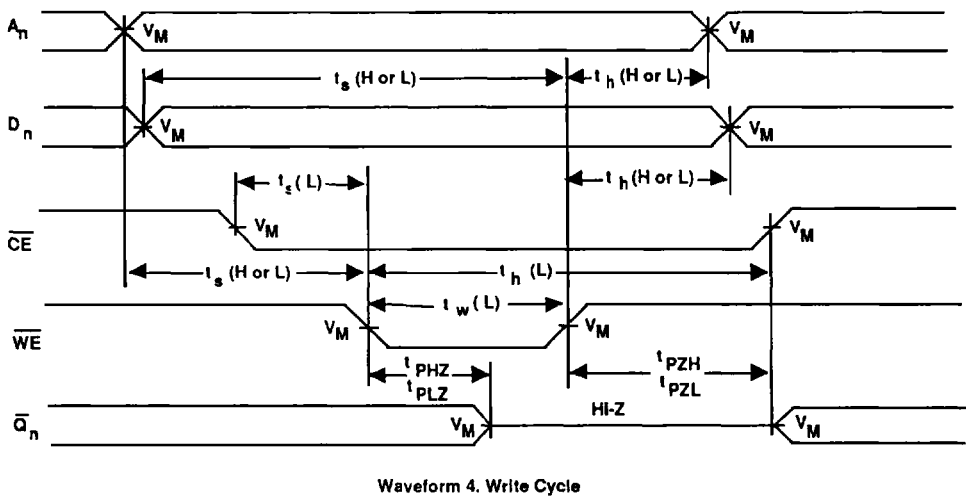 An VM VM
ts (H or L) th (H or L)
Dn VM VM
ts (L) th (H or L)
CE VM VM
ts (H or L) th (L)
tw (L)
WE VM VM
tPHZ tPZH
tPLZ tPZL
Qn VM Hi-Z VM
Waveform 4. Write Cycle